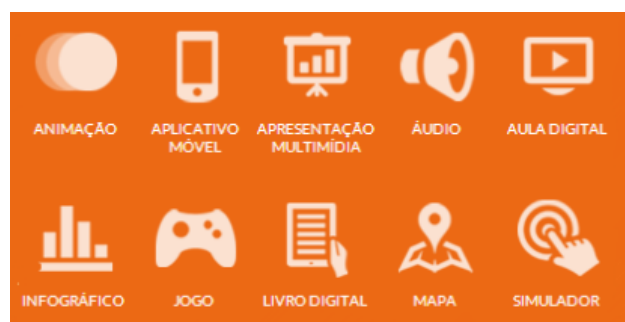 ANIMAÇÃO
APLICATIVO
MÓVEL
APRESENTAÇÃO
MULTIMÍDIA
ÁUDIO
AULA DIGITAL
INFOGRÁFICO
JOGO
LIVRO DIGITAL
MAPA
SIMULADOR